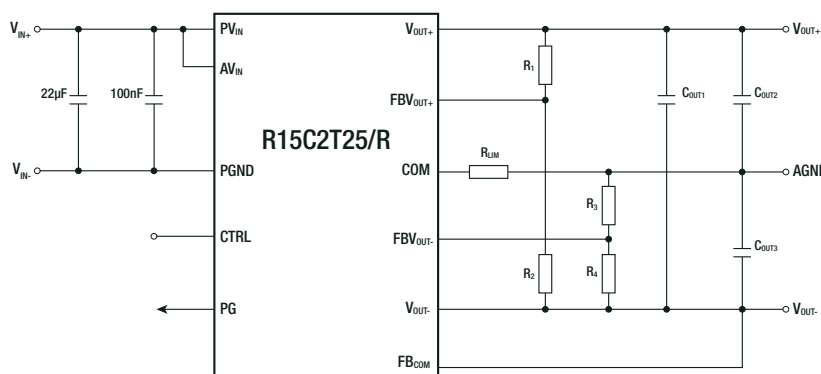 VIN+
22µF
100nF
VIN-
PVIN
AVIN
PGND
CTRL
PG
R15C2T25/R
VOUT+
FBVOUT+
COM
FBVOUT-
VOUT-
FBCOM
R1
RLIM
R3
R2
R4
COUT1
COUT2
COUT3
VOUT+
AGND
VOUT-